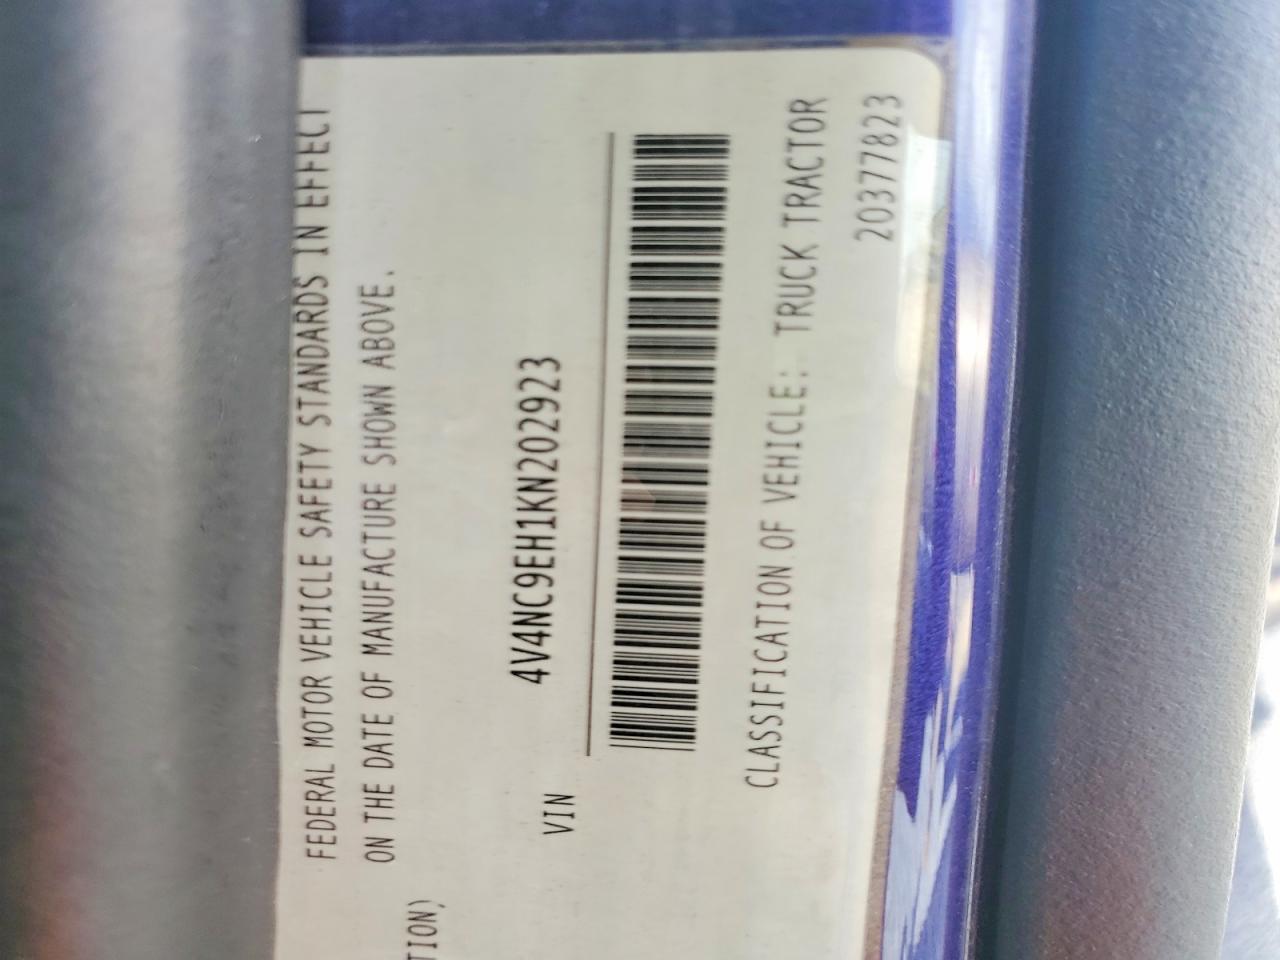 FEDERAL MOTOR VEHICLE SAFETY STANDARDS IN EFFECT
ON THE DATE OF MANUFACTURE SHOWN ABOVE.
TION)
VIN 4V4NC9EH1KN202923
CLASSIFICATION OF VEHICLE: TRUCK TRACTOR
20377823